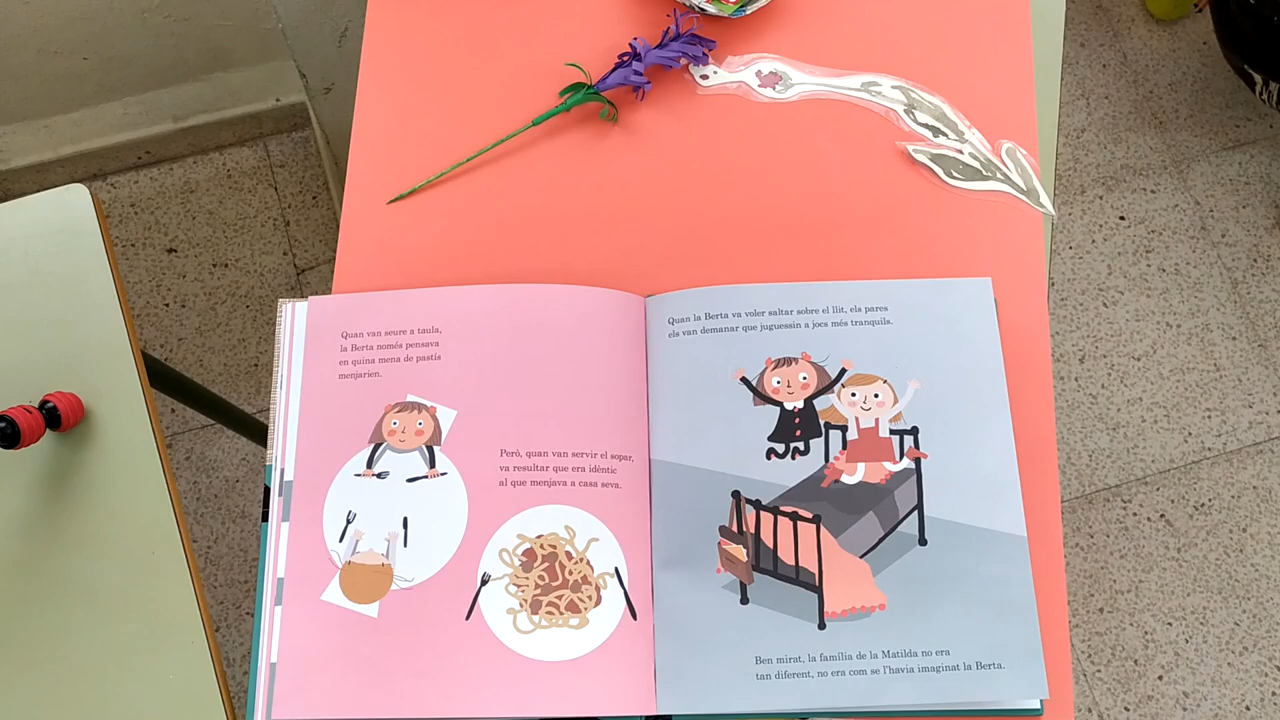 Quan van seure a taula,
la Berta només pensava
en quina mena de pastís
menjarien.
Però, quan van servir el sopar,
va resultar que era idèntic
al que menjava a casa seva.
Quan la Berta va voler saltar sobre el llit, els pares
els van demanar que juguessin a jocs més tranquils.
Ben mirat, la família de la Matilda no era
tan diferent, no era com se l'havia imaginat la Berta.